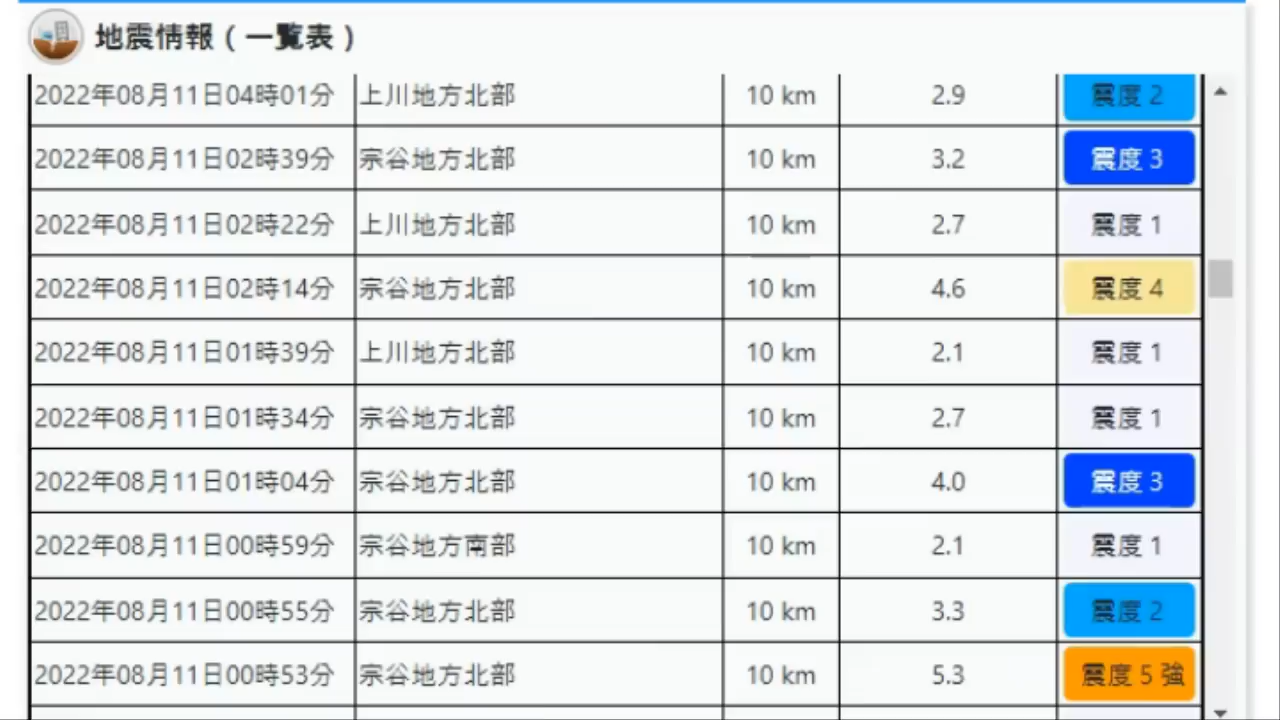 地震情報（一覧表）
2022年08月11日04時01分 上川地方北部 10 km 2.9 震度 2
2022年08月11日02時39分 宗谷地方北部 10 km 3.2 震度 3
2022年08月11日02時22分 上川地方北部 10 km 2.7 震度 1
2022年08月11日02時14分 宗谷地方北部 10 km 4.6 震度 4
2022年08月11日01時39分 上川地方北部 10 km 2.1 震度 1
2022年08月11日01時34分 宗谷地方北部 10 km 2.7 震度 1
2022年08月11日01時04分 宗谷地方北部 10 km 4.0 震度 3
2022年08月11日00時59分 宗谷地方南部 10 km 2.1 震度 1
2022年08月11日00時55分 宗谷地方北部 10 km 3.3 震度 2
2022年08月11日00時53分 宗谷地方北部 10 km 5.3 震度 5 強